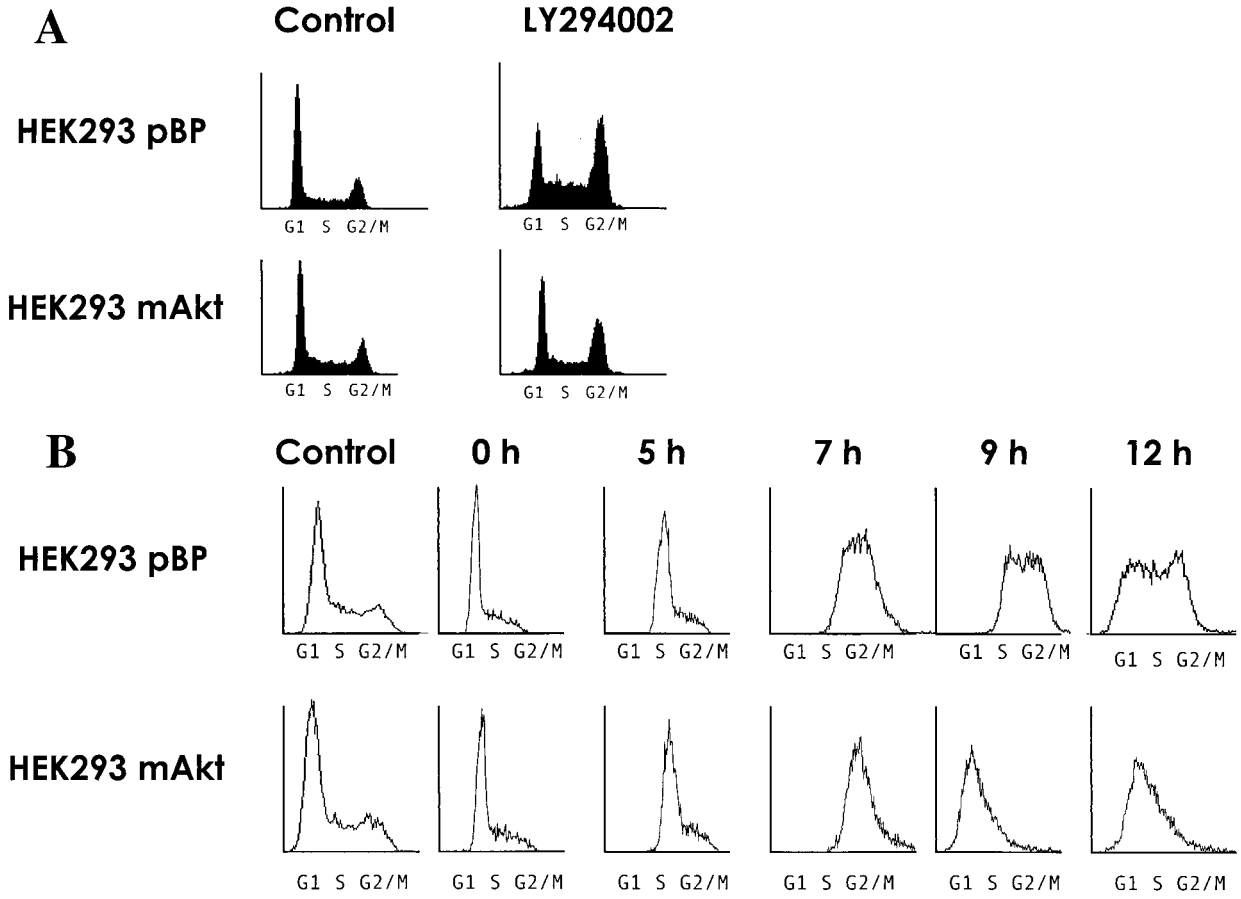 A
Control LY294002
HEK293 pBP
G1 S G2/M G1 S G2/M
HEK293 mAkt
G1 S G2/M G1 S G2/M
B
Control 0 h 5 h 7 h 9 h 12 h
HEK293 pBP
G1 S G2/M G1 S G2/M G1 S G2/M G1 S G2/M G1 S G2/M G1 S G2/M
HEK293 mAkt
G1 S G2/M G1 S G2/M G1 S G2/M G1 S G2/M G1 S G2/M G1 S G2/M